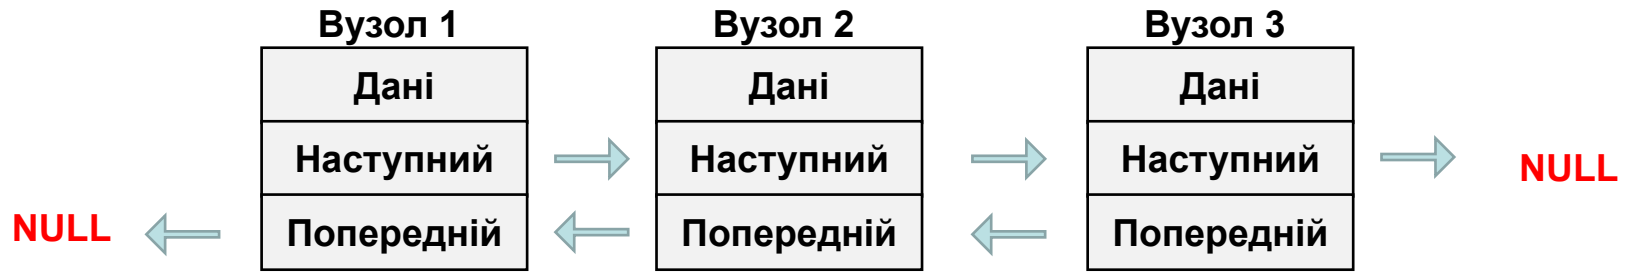 Вузол 1 Вузол 2 Вузол 3
Дані Дані Дані
Наступний Наступний Наступний NULL
NULL Попередній Попередній Попередній